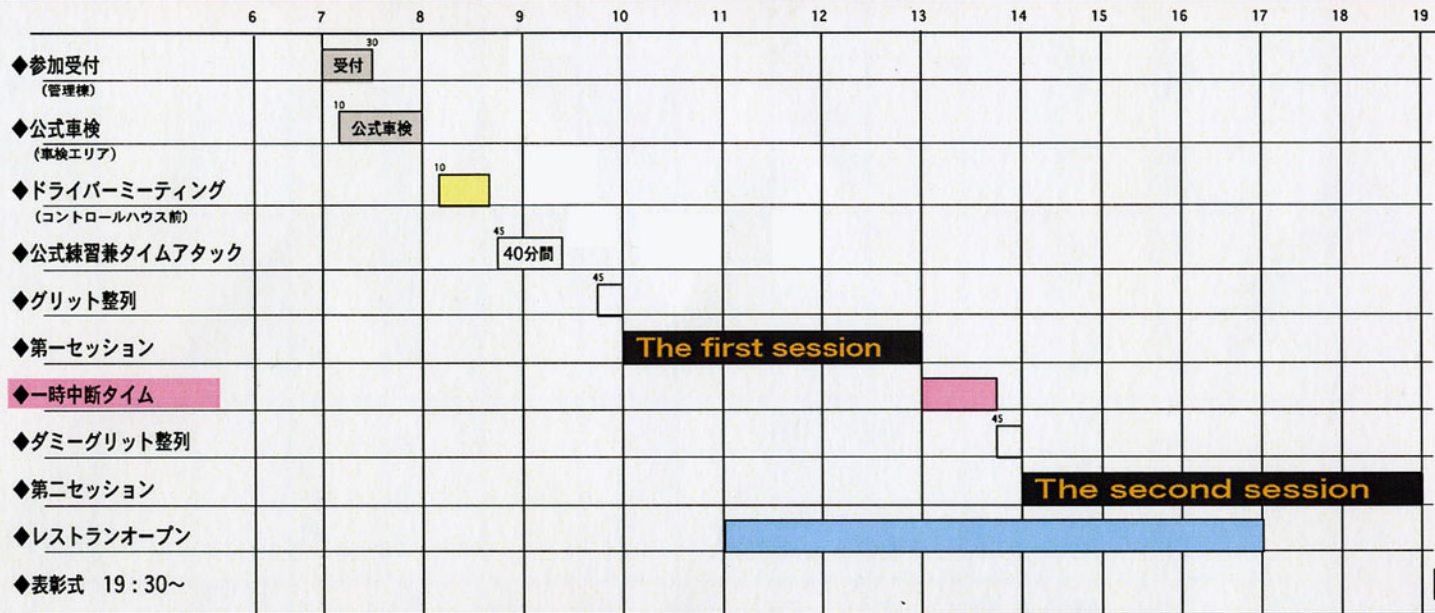 6 7 8 9 10 11 12 13 14 15 16 17 18 19
◆参加受付
(管理棟)
30
受付
◆公式車検
(車検エリア)
10
公式車検
◆ドライバーミーティング
(コントロールハウス前)
10
◆公式練習兼タイムアタック
45
40分間
◆グリット整列
45
◆第一セッション
The first session
◆一時中断タイム
◆ダミーグリット整列
45
◆第二セッション
The second session
◆レストランオープン
◆表彰式 19:30~